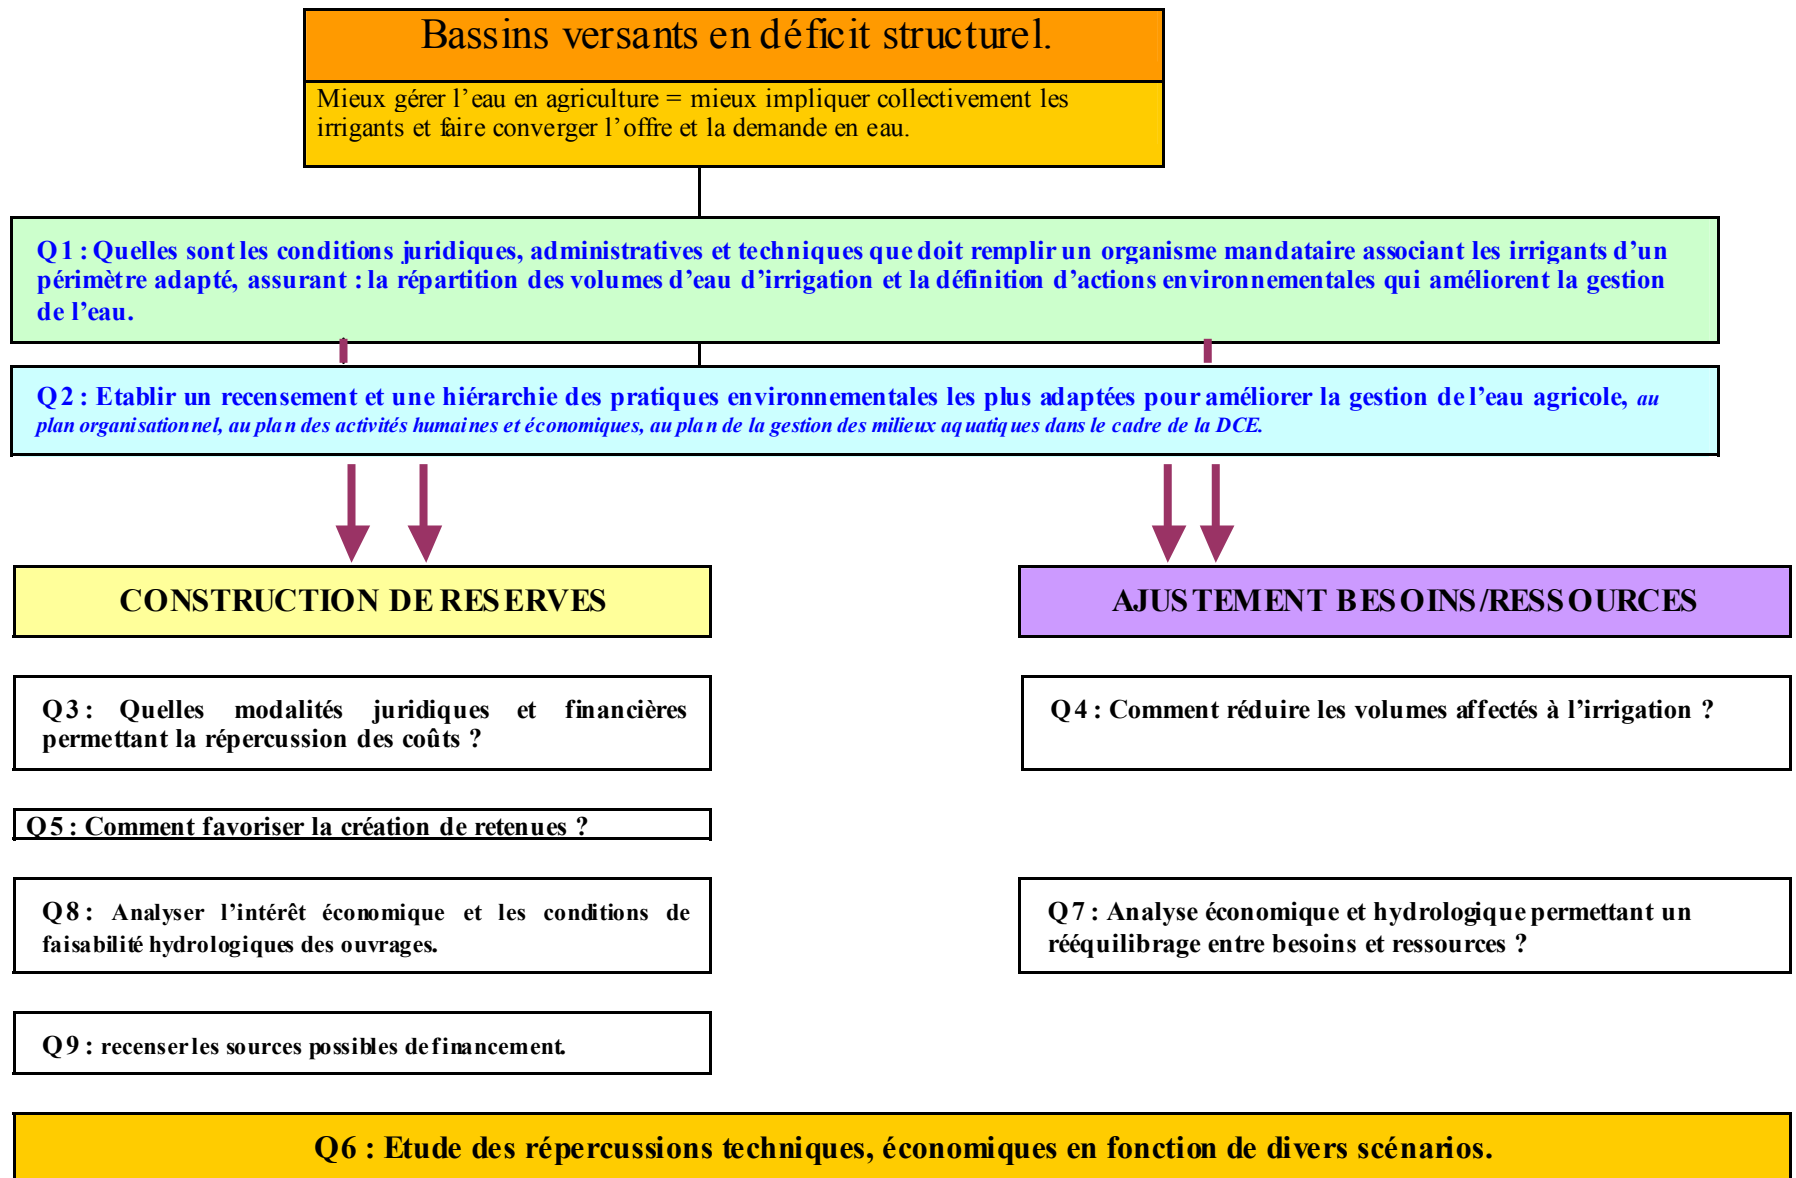 Bassins versants en déficit structurel.
Mieux gérer l’eau en agriculture = mieux impliquer collectivement les
irrigants et faire converger l’offre et la demande en eau.
Q1 : Quelles sont les conditions juridiques, administratives et techniques que doit remplir un organisme mandataire associant les irrigants d’un
périmètre adapté, assurant : la répartition des volumes d’eau d’irrigation et la définition d’actions environnementales qui améliorent la gestion
de l’eau.
Q2 : Etablir un recensement et une hiérarchie des pratiques environnementales les plus adaptées pour améliorer la gestion de l’eau agricole, au
plan organisationnel, au plan des activités humaines et économiques, au plan de la gestion des milieux aquatiques dans le cadre de la DCE.
CONSTRUCTION DE RESERVES
AJUSTEMENT BESOINS/RESSOURCES
Q3 : Quelles modalités juridiques et financières
permettant la répercussion des coûts ?
Q4 : Comment réduire les volumes affectés à l’irrigation ?
Q5 : Comment favoriser la création de retenues ?
Q8 : Analyser l’intérêt économique et les conditions de
faisabilité hydrologiques des ouvrages.
Q7 : Analyse économique et hydrologique permettant un
rééquilibrage entre besoins et ressources ?
Q9 : recenser les sources possibles de financement.
Q6 : Etude des répercussions techniques, économiques en fonction de divers scénarios.